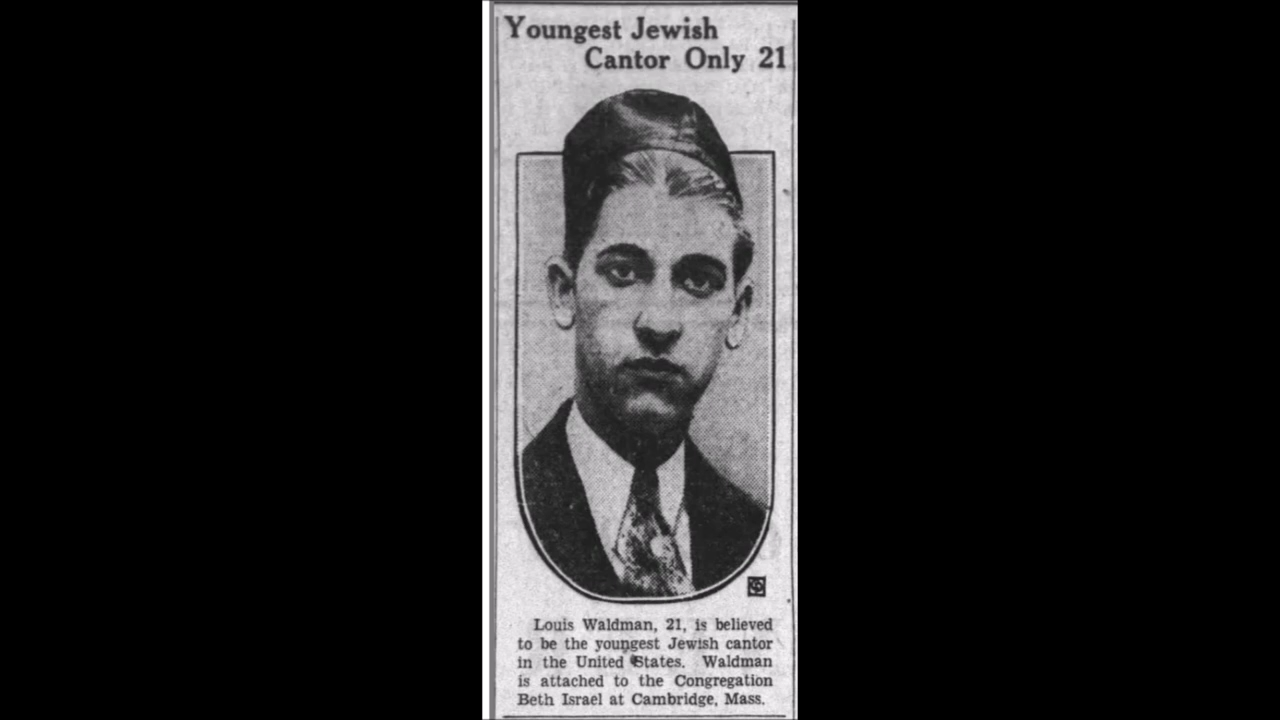 Youngest Jewish
Cantor Only 21
Louis Waldman, 21, is believed
to be the youngest Jewish cantor
in the United States. Waldman
is attached to the Congregation
Beth Israel at Cambridge, Mass.